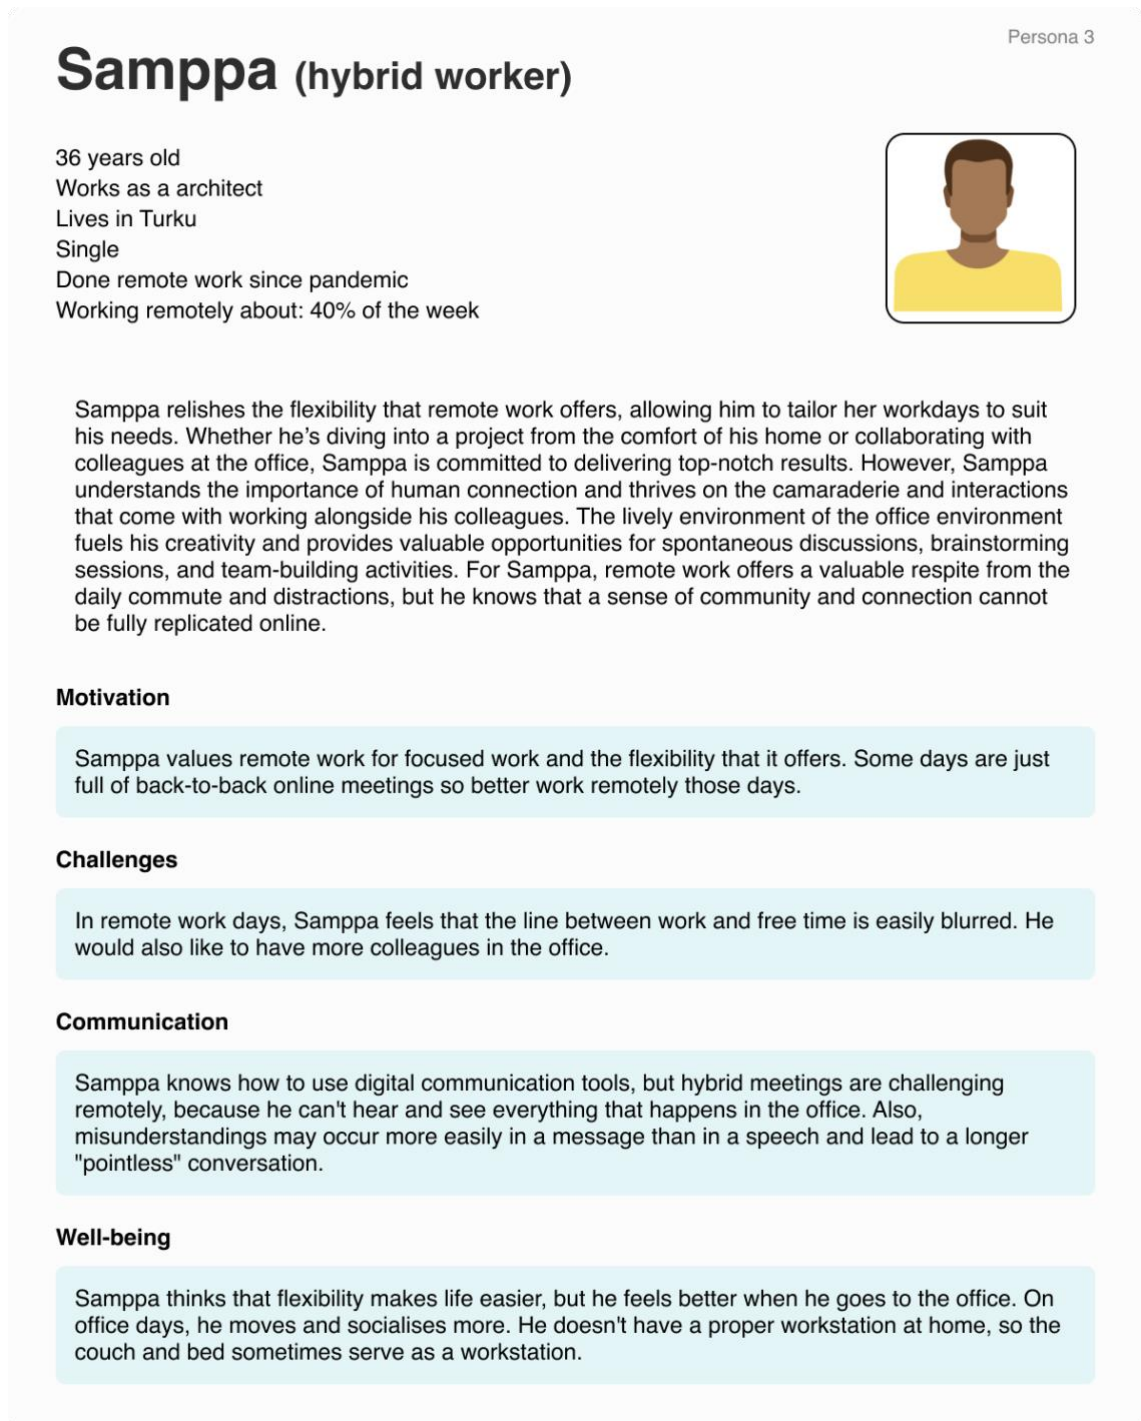 Persona 3
Samppa (hybrid worker)
36 years old
Works as a architect
Lives in Turku
Single
Done remote work since pandemic
Working remotely about: 40% of the week
Samppa relishes the flexibility that remote work offers, allowing him to tailor her workdays to suit
his needs. Whether he’s diving into a project from the comfort of his home or collaborating with
colleagues at the office, Samppa is committed to delivering top-notch results. However, Samppa
understands the importance of human connection and thrives on the camaraderie and interactions
that come with working alongside his colleagues. The lively environment of the office environment
fuels his creativity and provides valuable opportunities for spontaneous discussions, brainstorming
sessions, and team-building activities. For Samppa, remote work offers a valuable respite from the
daily commute and distractions, but he knows that a sense of community and connection cannot
be fully replicated online.
Motivation
Samppa values remote work for focused work and the flexibility that it offers. Some days are just
full of back-to-back online meetings so better work remotely those days.
Challenges
In remote work days, Samppa feels that the line between work and free time is easily blurred. He
would also like to have more colleagues in the office.
Communication
Samppa knows how to use digital communication tools, but hybrid meetings are challenging
remotely, because he can't hear and see everything that happens in the office. Also,
misunderstandings may occur more easily in a message than in a speech and lead to a longer
"pointless" conversation.
Well-being
Samppa thinks that flexibility makes life easier, but he feels better when he goes to the office. On
office days, he moves and socialises more. He doesn't have a proper workstation at home, so the
couch and bed sometimes serve as a workstation.